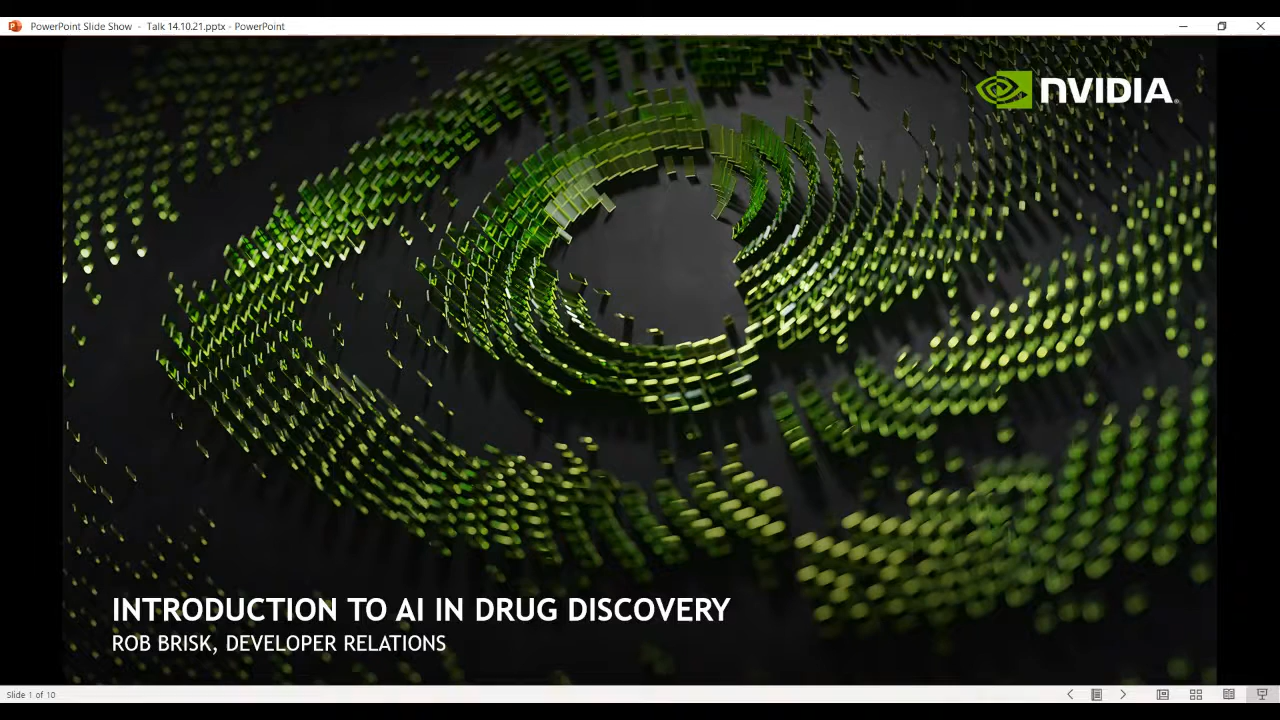 PowerPoint Slide Show - Talk 14.10.21.pptx - PowerPoint
NVIDIA.
INTRODUCTION TO AI IN DRUG DISCOVERY
ROB BRISK, DEVELOPER RELATIONS
Slide 1 of 10